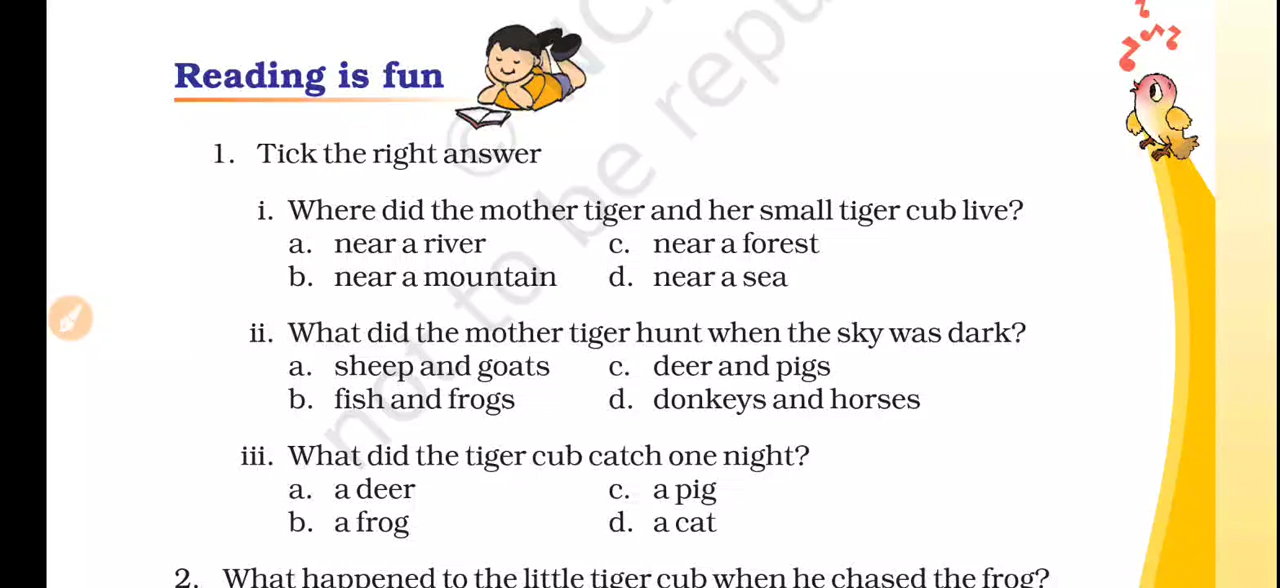 Reading is fun
1. Tick the right answer
i. Where did the mother tiger and her small tiger cub live?
a. near a river c. near a forest
b. near a mountain d. near a sea
ii. What did the mother tiger hunt when the sky was dark?
a. sheep and goats c. deer and pigs
b. fish and frogs d. donkeys and horses
iii. What did the tiger cub catch one night?
a. a deer c. a pig
b. a frog d. a cat
2. What happened to the little tiger cub when he chased the frog?
not to be repu